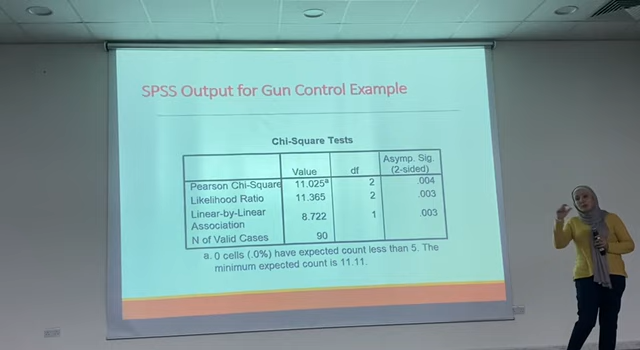 SPSS Output for Gun Control Example
Chi-Square Tests
Value df Asymp. Sig. (2-sided)
Pearson Chi-Square 11.025a 2 .004
Likelihood Ratio 11.365 2 .003
Linear-by-Linear Association 8.722 1 .003
N of Valid Cases 90
a. 0 cells (.0%) have expected count less than 5. The
minimum expected count is 11.11.